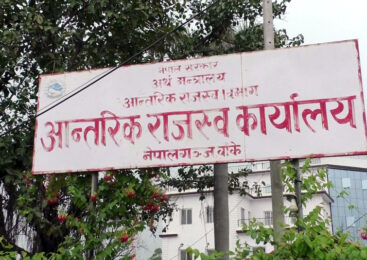 नेपाल सरकार
अर्थ मन्त्रालय
आन्तरिक राजस्व विभाग
आन्तरिक राजस्व कार्यालय
नेपालगञ्ज बाँके